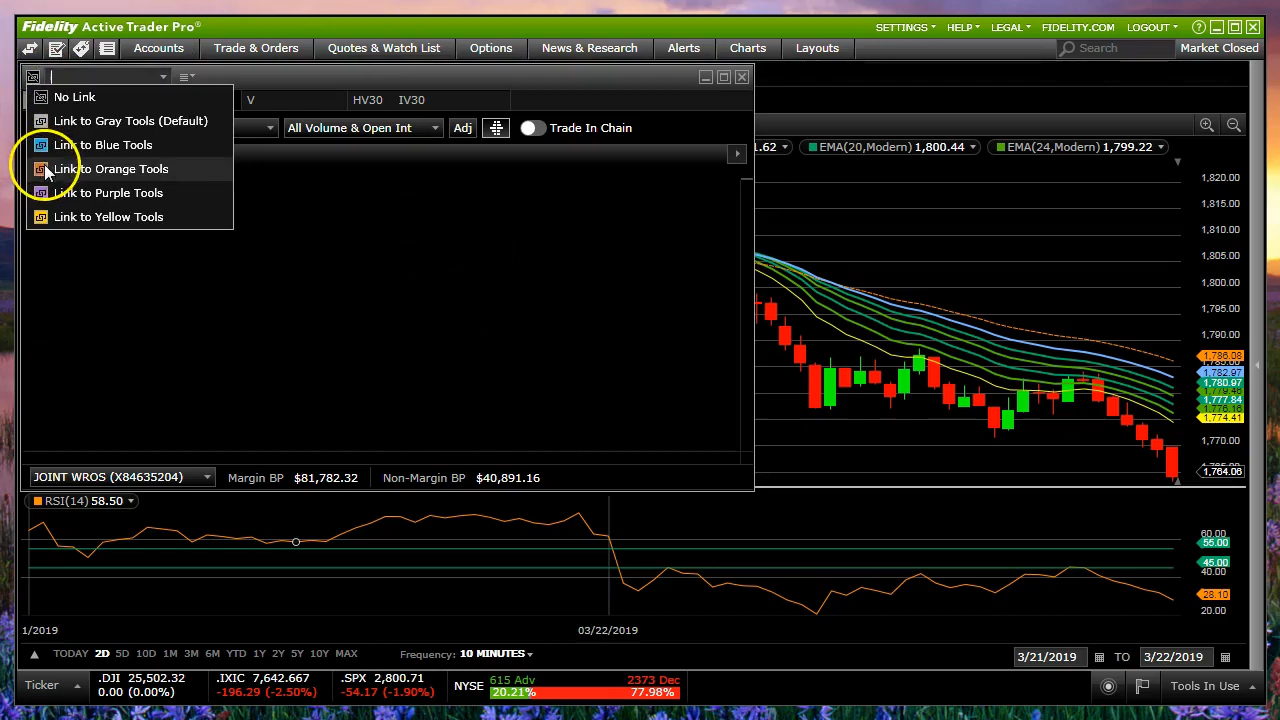 Fidelity Active Trader Pro®
SETTINGS HELP LEGAL FIDELITY.COM LOGOUT
Accounts Trade & Orders Quotes & Watch List Options News & Research Alerts Charts Layouts Search Market Closed
No Link
Link to Gray Tools (Default)
Link to Blue Tools
Link to Orange Tools
Link to Purple Tools
Link to Yellow Tools
V HV30 IV30
All Volume & Open Int Adj Trade In Chain
1.62 EMA(20,Modern) 1,800.44 EMA(24,Modern) 1,799.22
1,820.00
1,815.00
1,810.00
1,805.00
1,800.00
1,795.00
1,790.00
1,786.08
1,782.97
1,780.97
1,777.84
1,776.16
1,774.41
1,770.00
1,764.06
JOINT WROS (X84635204) Margin BP $81,782.32 Non-Margin BP $40,891.16
RSI(14) 58.50
60.00
55.00
45.00
40.00
28.10
20.00
1/2019 03/22/2019
TODAY 2D 5D 10D 1M 3M 6M YTD 1Y 2Y 5Y 10Y MAX Frequency: 10 MINUTES 3/21/2019 TO 3/22/2019
Ticker .DJI 25,502.32 .IXIC 7,642.667 .SPX 2,800.71 NYSE 615 Adv 2373 Dec Tools In Use
0.00 (0.00%) -196.29 (-2.50%) -54.17 (-1.90%) 20.21% 77.98%